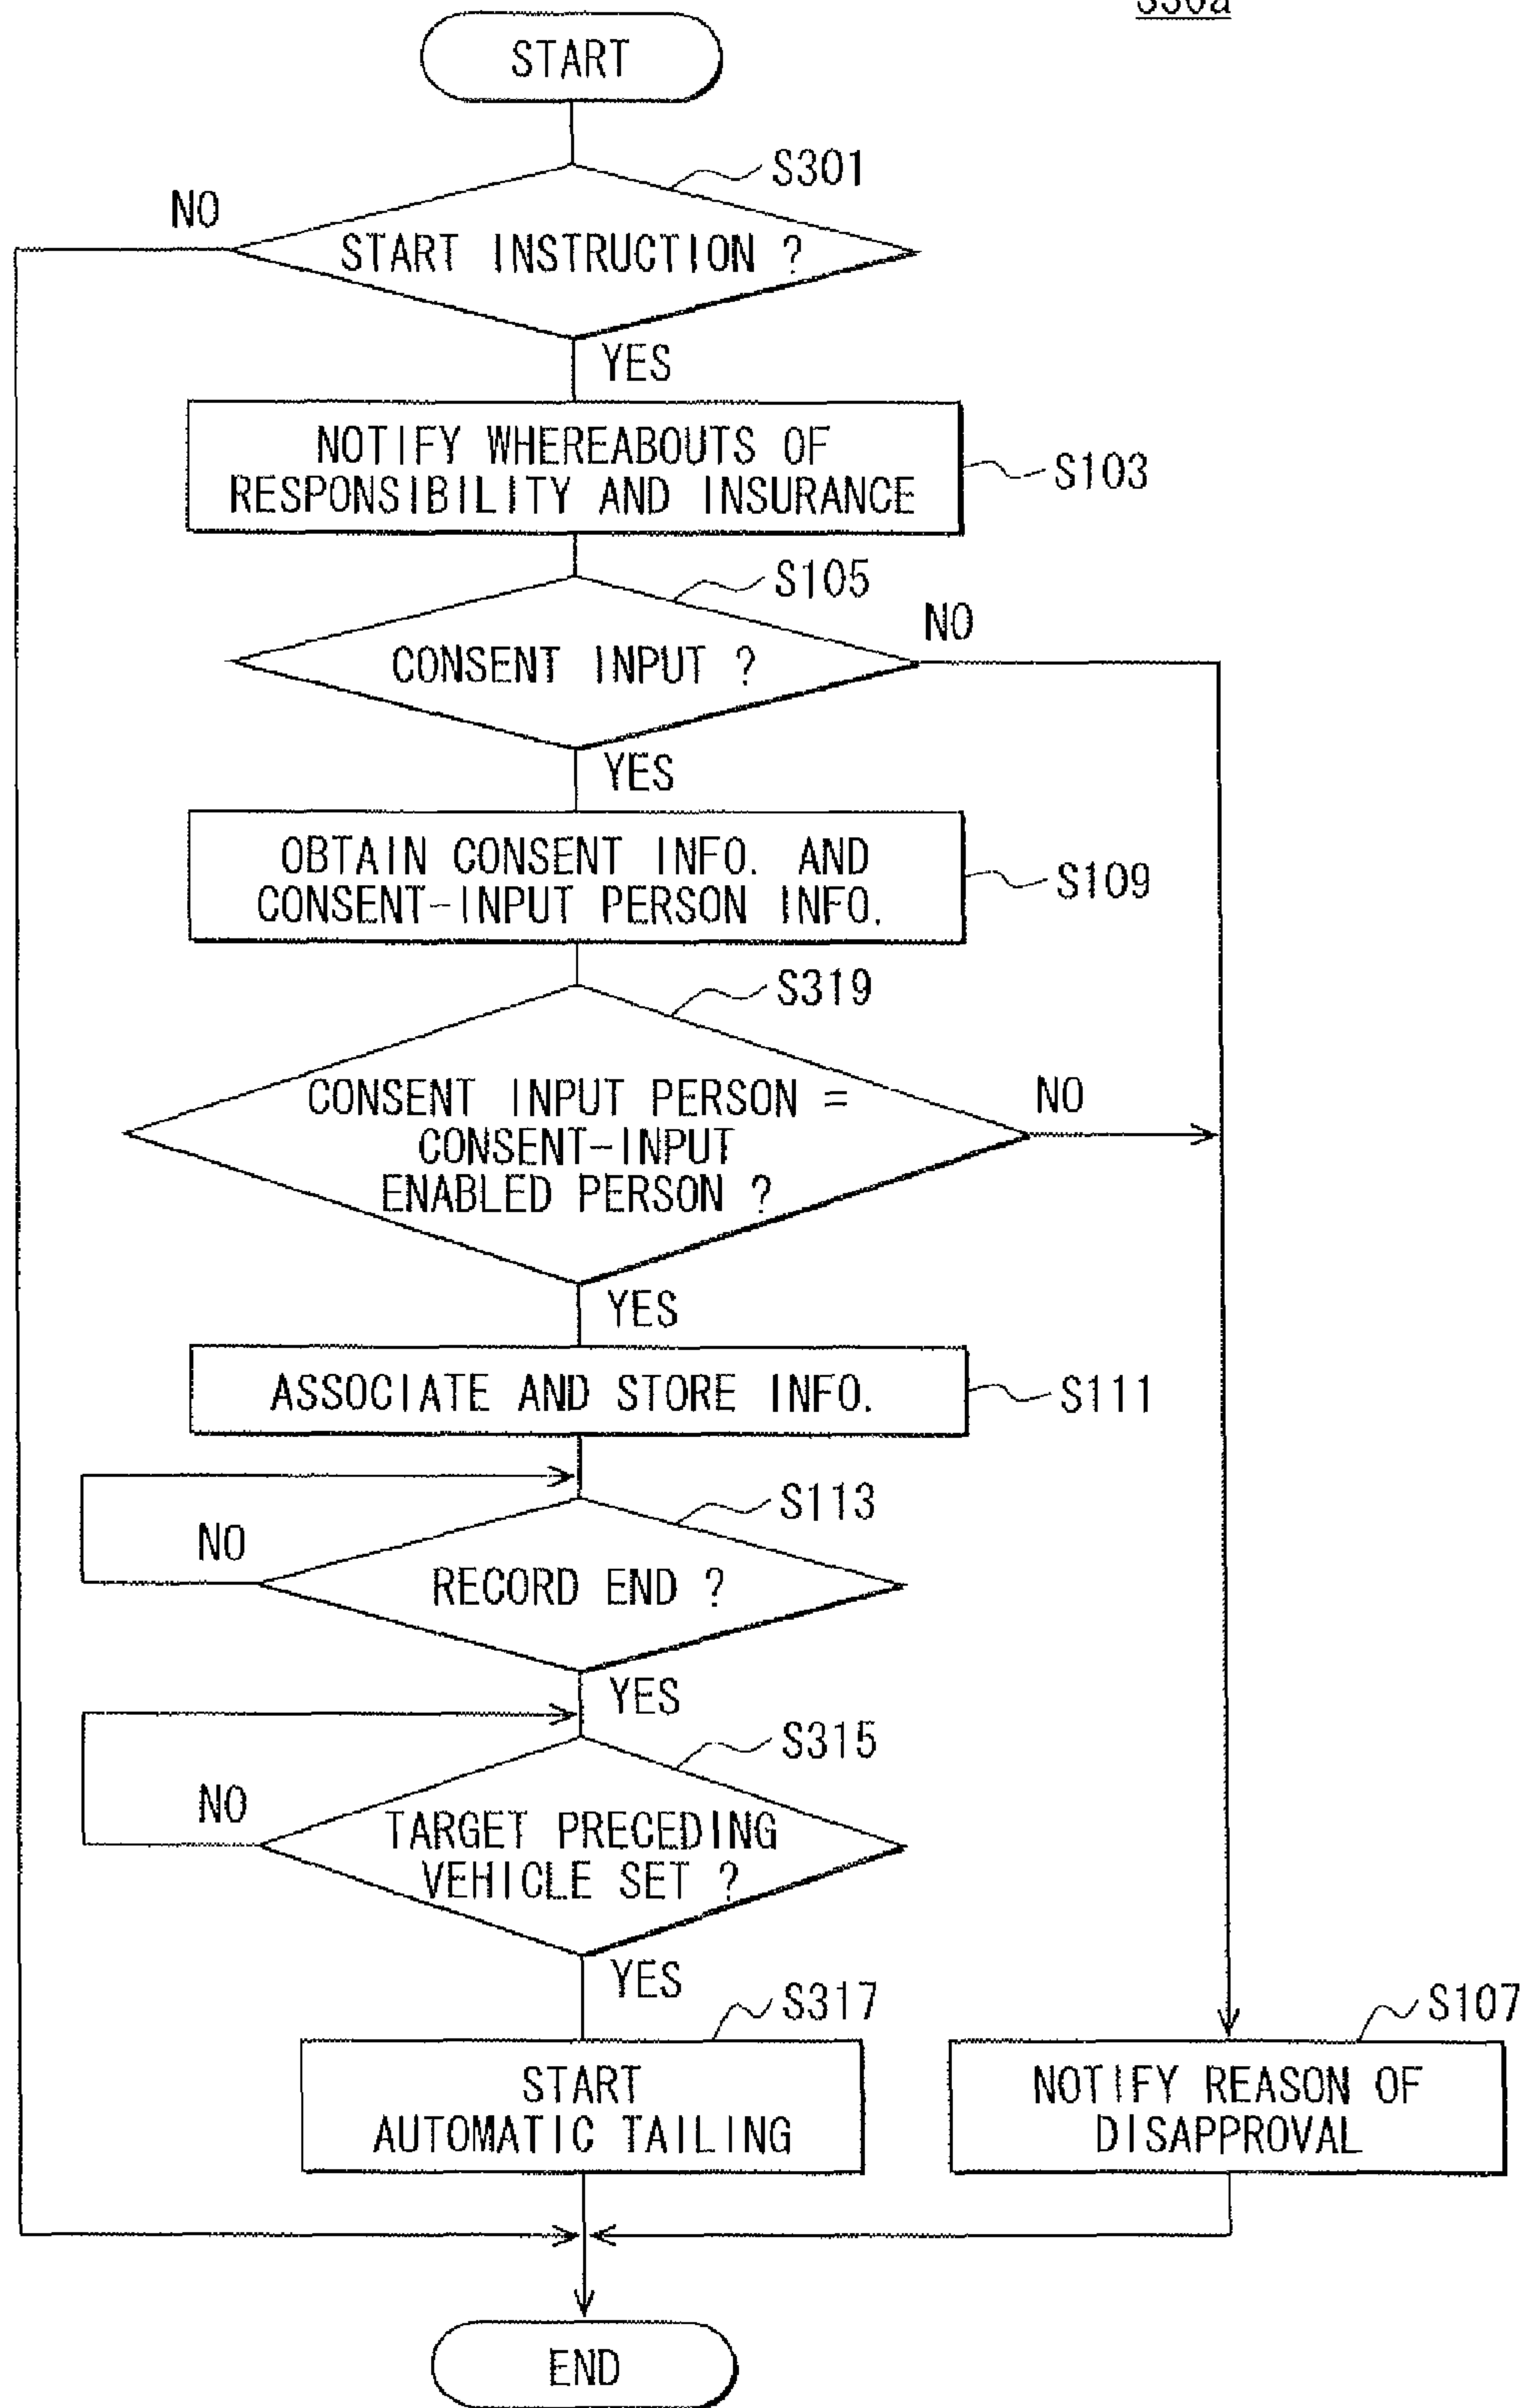 S30a
START
S301
NO
START INSTRUCTION ?
YES
NOTIFY WHEREABOUTS OF
RESPONSIBILITY AND INSURANCE
S103
S105
NO
CONSENT INPUT ?
YES
OBTAIN CONSENT INFO. AND
CONSENT-INPUT PERSON INFO.
S109
S319
CONSENT INPUT PERSON =
CONSENT-INPUT
ENABLED PERSON ?
NO
YES
ASSOCIATE AND STORE INFO.
S111
S113
NO
RECORD END ?
YES
S315
NO
TARGET PRECEDING
VEHICLE SET ?
YES
S317
START
AUTOMATIC TAILING
S107
NOTIFY REASON OF
DISAPPROVAL
END